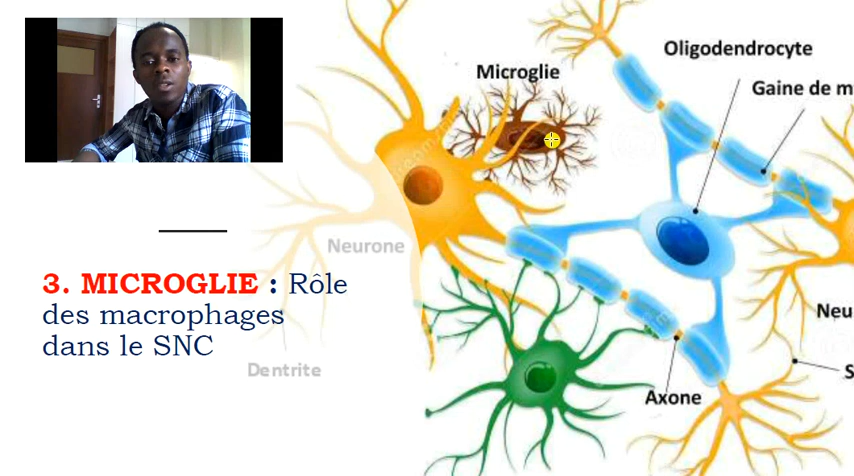 Microglie
Oligodendrocyte
Gaine de m
Neurone
3. MICROGLIE : Rôle
des macrophages
dans le SNC
Dentrite
Axone
Neu
S